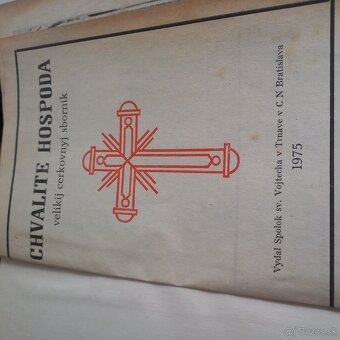 CHVALITE HOSPODA
velikij cerkovnyj sbornik
Vydal Spolok sv. Vojtecha v Trnave v C N Bratislava
1975